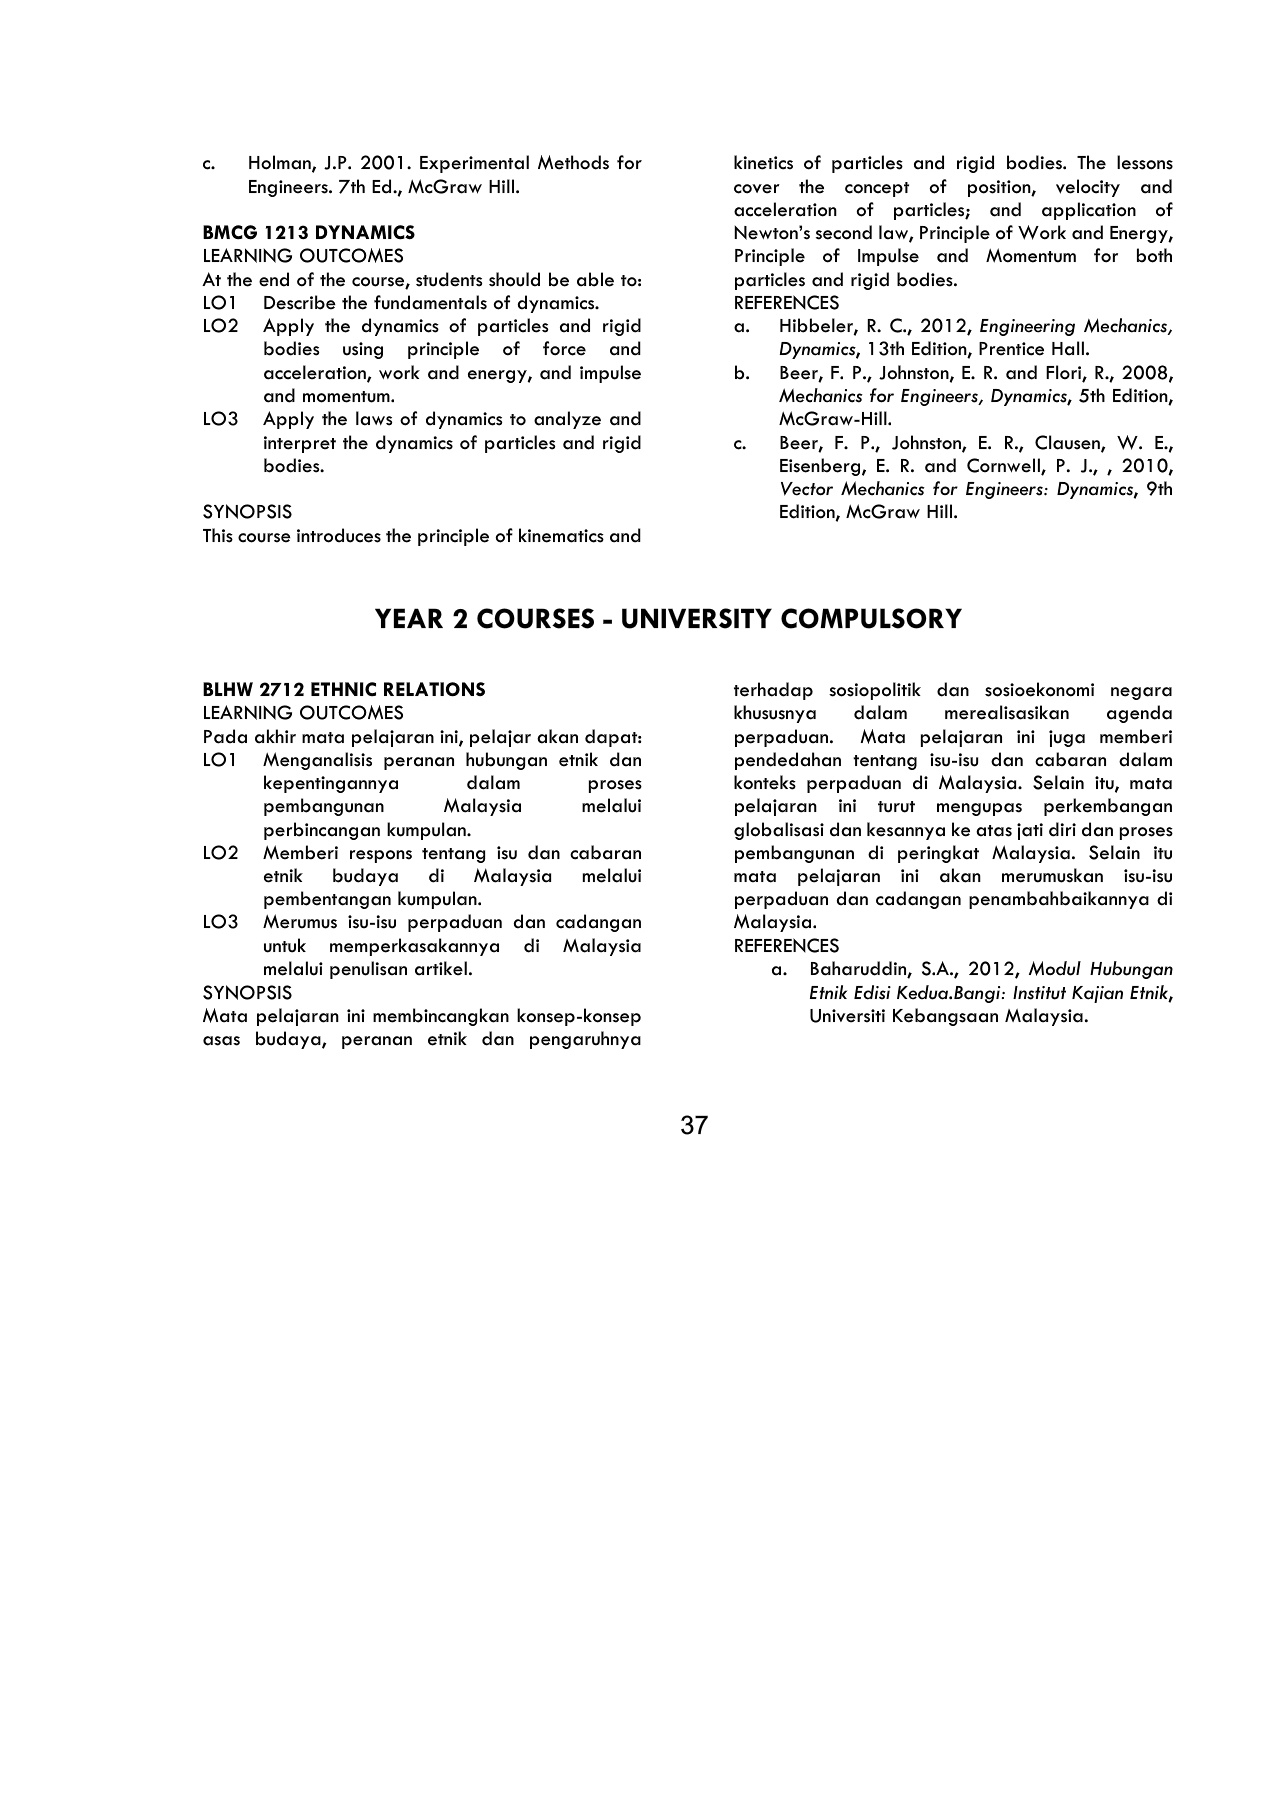 c. Holman, J.P. 2001. Experimental Methods for
Engineers. 7th Ed., McGraw Hill.
BMCG 1213 DYNAMICS
LEARNING OUTCOMES
At the end of the course, students should be able to:
LO1 Describe the fundamentals of dynamics.
LO2 Apply the dynamics of particles and rigid
bodies using principle of force and
acceleration, work and energy, and impulse
and momentum.
LO3 Apply the laws of dynamics to analyze and
interpret the dynamics of particles and rigid
bodies.
SYNOPSIS
This course introduces the principle of kinematics and
kinetics of particles and rigid bodies. The lessons
cover the concept of position, velocity and
acceleration of particles; and application of
Newton’s second law, Principle of Work and Energy,
Principle of Impulse and Momentum for both
particles and rigid bodies.
REFERENCES
a. Hibbeler, R. C., 2012, Engineering Mechanics,
Dynamics, 13th Edition, Prentice Hall.
b. Beer, F. P., Johnston, E. R. and Flori, R., 2008,
Mechanics for Engineers, Dynamics, 5th Edition,
McGraw-Hill.
c. Beer, F. P., Johnston, E. R., Clausen, W. E.,
Eisenberg, E. R. and Cornwell, P. J., , 2010,
Vector Mechanics for Engineers: Dynamics, 9th
Edition, McGraw Hill.
YEAR 2 COURSES - UNIVERSITY COMPULSORY
BLHW 2712 ETHNIC RELATIONS
LEARNING OUTCOMES
Pada akhir mata pelajaran ini, pelajar akan dapat:
LO1 Menganalisis peranan hubungan etnik dan
kepentingannya dalam proses
pembangunan Malaysia melalui
perbincangan kumpulan.
LO2 Memberi respons tentang isu dan cabaran
etnik budaya di Malaysia melalui
pembentangan kumpulan.
LO3 Merumus isu-isu perpaduan dan cadangan
untuk memperkasakannya di Malaysia
melalui penulisan artikel.
SYNOPSIS
Mata pelajaran ini membincangkan konsep-konsep
asas budaya, peranan etnik dan pengaruhnya
terhadap sosiopolitik dan sosioekonomi negara
khususnya dalam merealisasikan agenda
perpaduan. Mata pelajaran ini juga memberi
pendedahan tentang isu-isu dan cabaran dalam
konteks perpaduan di Malaysia. Selain itu, mata
pelajaran ini turut mengupas perkembangan
globalisasi dan kesannya ke atas jati diri dan proses
pembangunan di peringkat Malaysia. Selain itu
mata pelajaran ini akan merumuskan isu-isu
perpaduan dan cadangan penambahbaikannya di
Malaysia.
REFERENCES
a. Baharuddin, S.A., 2012, Modul Hubungan
Etnik Edisi Kedua.Bangi: Institut Kajian Etnik,
Universiti Kebangsaan Malaysia.
37